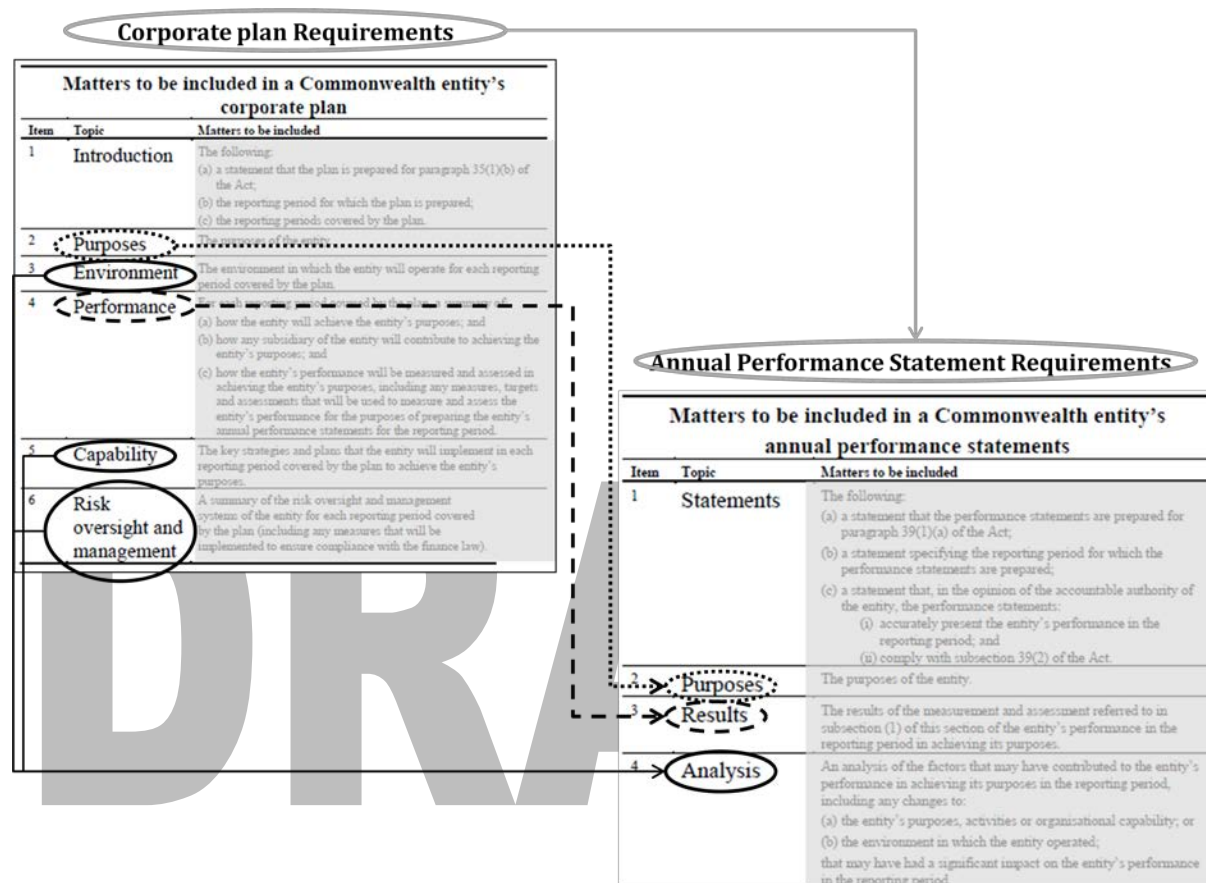 Corporate plan Requirements
Matters to be included in a Commonwealth entity's
corporate plan
Item Topic Matters to be included
1 Introduction The following:
(a) a statement that the plan is prepared for paragraph 35(1)(b) of
the Act;
(b) the reporting period for which the plan is prepared;
(c) the reporting periods covered by the plan.
2 Purposes The purposes of the entity.
3 Environment The environment in which the entity will operate for each reporting
period covered by the plan.
4 Performance For each reporting period covered by the plan, a summary of:
(a) how the entity will achieve the entity's purposes; and
(b) how any subsidiary of the entity will contribute to achieving the
entity's purposes; and
(c) how the entity's performance will be measured and assessed in
achieving the entity's purposes, including any measures, targets
and assessments that will be used to measure and assess the
entity's performance for the purposes of preparing the entity's
annual performance statements for the reporting period.
5 Capability The key strategies and plans that the entity will implement in each
reporting period covered by the plan to achieve the entity's
purposes.
6 Risk oversight and management A summary of the risk oversight and management
systems of the entity for each reporting period covered
by the plan (including any measures that will be
implemented to ensure compliance with the finance law).
Annual Performance Statement Requirements
Matters to be included in a Commonwealth entity's
annual performance statements
Item Topic Matters to be included
1 Statements The following:
(a) a statement that the performance statements are prepared for
paragraph 39(1)(a) of the Act;
(b) a statement specifying the reporting period for which the
performance statements are prepared;
(c) a statement that, in the opinion of the accountable authority of
the entity, the performance statements:
(i) accurately present the entity's performance in the
reporting period; and
(ii) comply with subsection 39(2) of the Act.
2 Purposes The purposes of the entity.
3 Results The results of the measurement and assessment referred to in
subsection (1) of this section of the entity's performance in the
reporting period in achieving its purposes.
4 Analysis An analysis of the factors that may have contributed to the entity's
performance in achieving its purposes in the reporting period,
including any changes to:
(a) the entity's purposes, activities or organisational capability; or
(b) the environment in which the entity operated;
that may have had a significant impact on the entity's performance
in the reporting period.
DRA